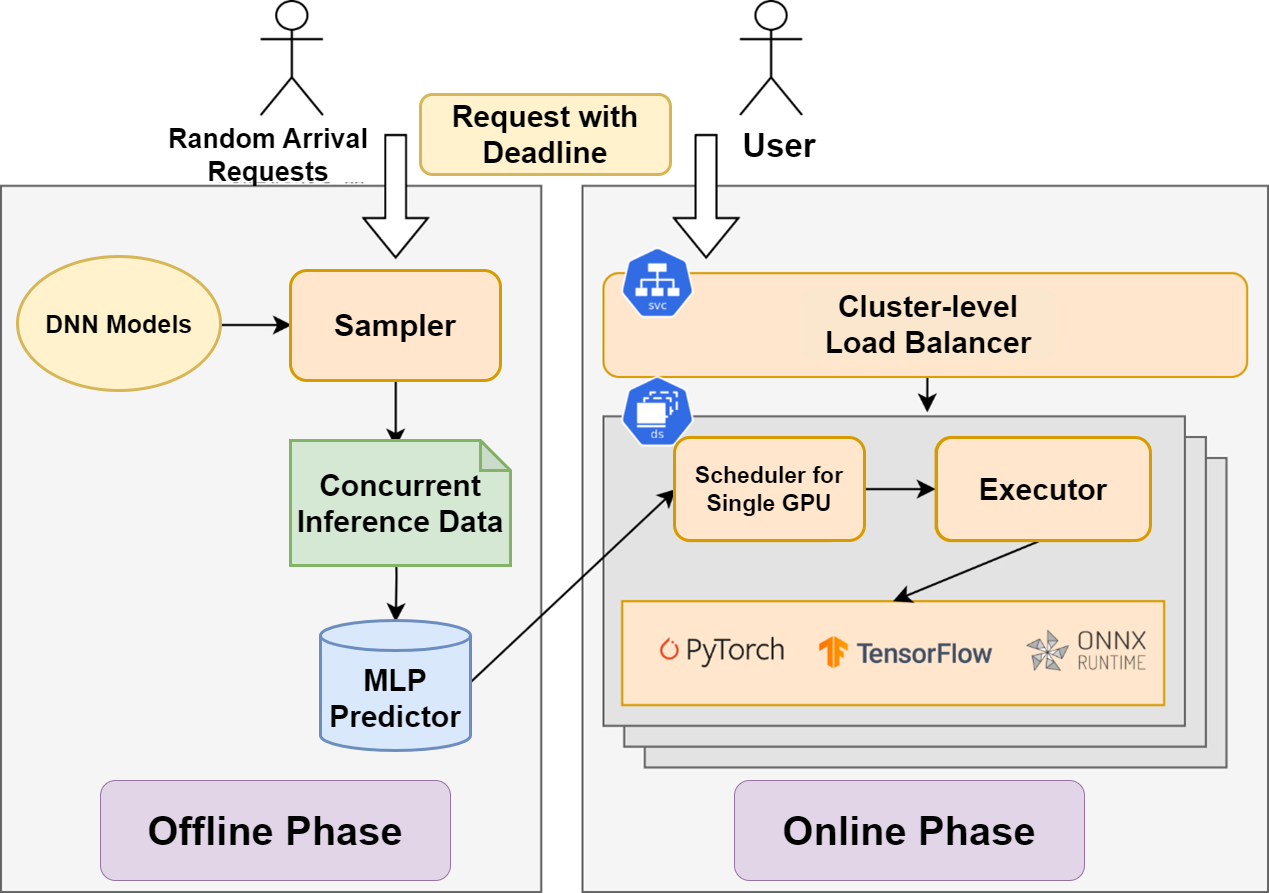 Random Arrival
Requests
Request with
Deadline
User
DNN Models
Sampler
Concurrent
Inference Data
MLP
Predictor
Offline Phase
svc
Cluster-level
Load Balancer
ds
Scheduler for
Single GPU
Executor
PyTorch
TensorFlow
ONNX
RUNTIME
Online Phase